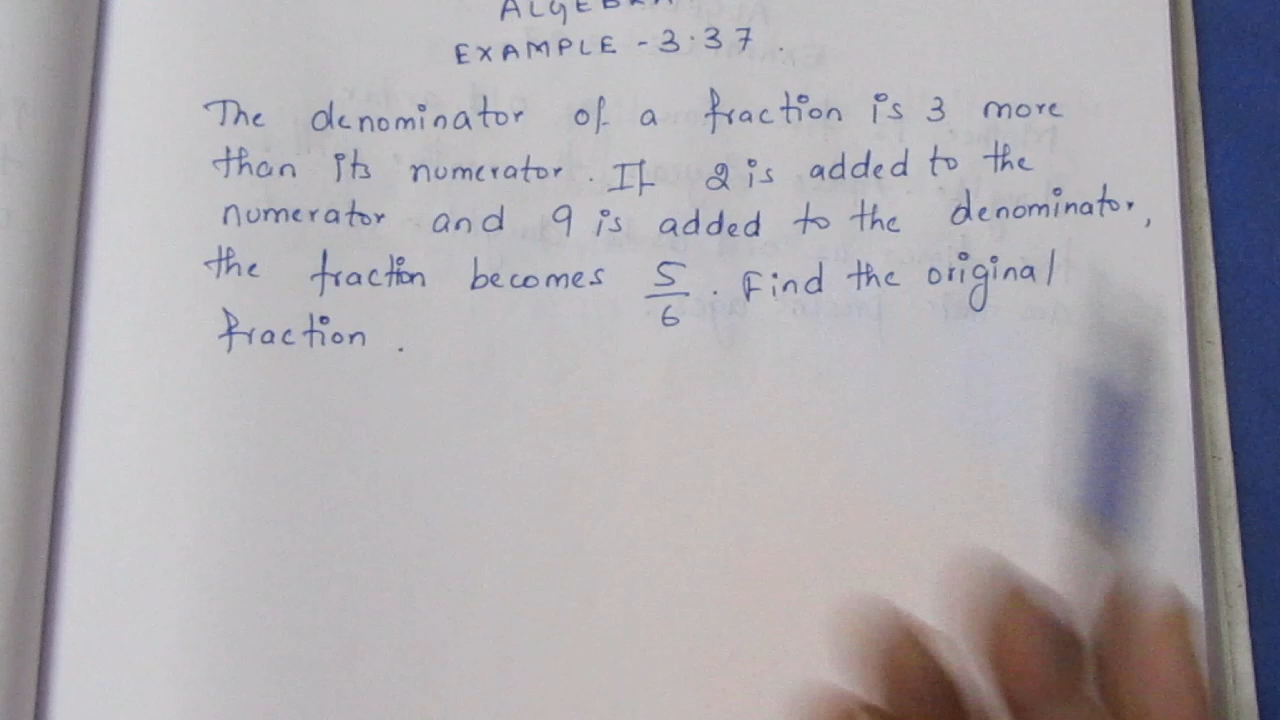 ALGEBRA
EXAMPLE - 3.37.
The denominator of a fraction is 3 more
than its numerator. If 2 is added to the
numerator and 9 is added to the denominator,
the fraction becomes 5/6. Find the original
fraction.